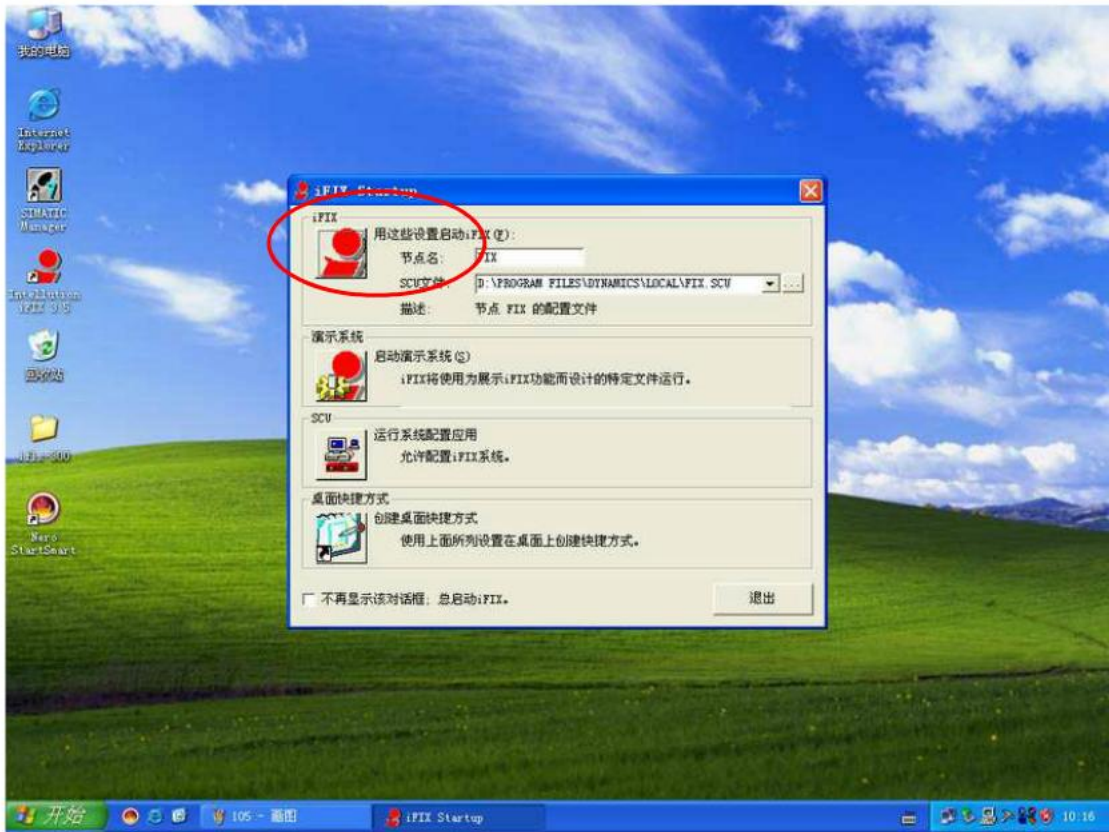 我的电脑
Internet
Explorer
SIMATIC
Manager
Intellution
iFIX 3.5
回收站
Nero
StartSmart
iFIX Startup
iFIX
用这些设置启动iFIX(F):
节点名:
FIX
SCU文件:
D:\PROGRAM FILES\DYNAMICS\LOCAL\FIX.SCU
...
描述:
节点 FIX 的配置文件
演示系统
启动演示系统(S)
iFIX将使用为展示iFIX功能而设计的特定文件运行。
SCU
运行系统配置应用
允许配置iFIX系统。
桌面快捷方式
创建桌面快捷方式
使用上面所列设置在桌面上创建快捷方式。
不再显示该对话框; 总启动iFIX。
退出
开始
105 - 画图
iFIX Startup
10:16